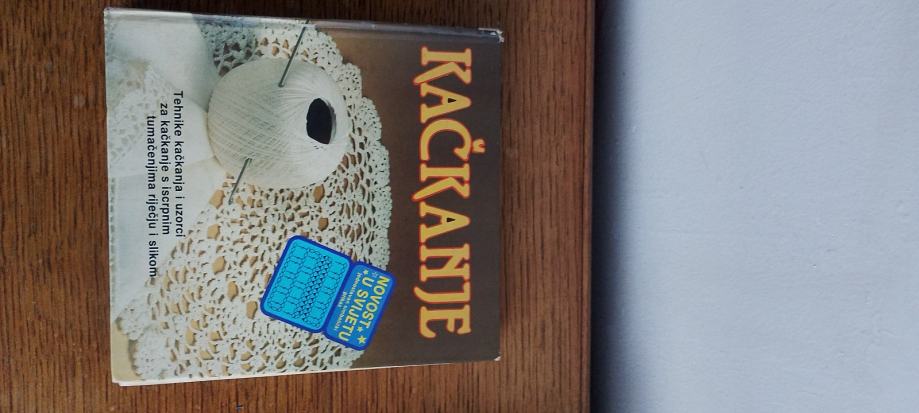 KAČKANJE
NOVOST
U SVIJETU
Tehnike kačkanja i uzorci
za kačkanje s iscrpnim
tumačenjima riječju i slikom